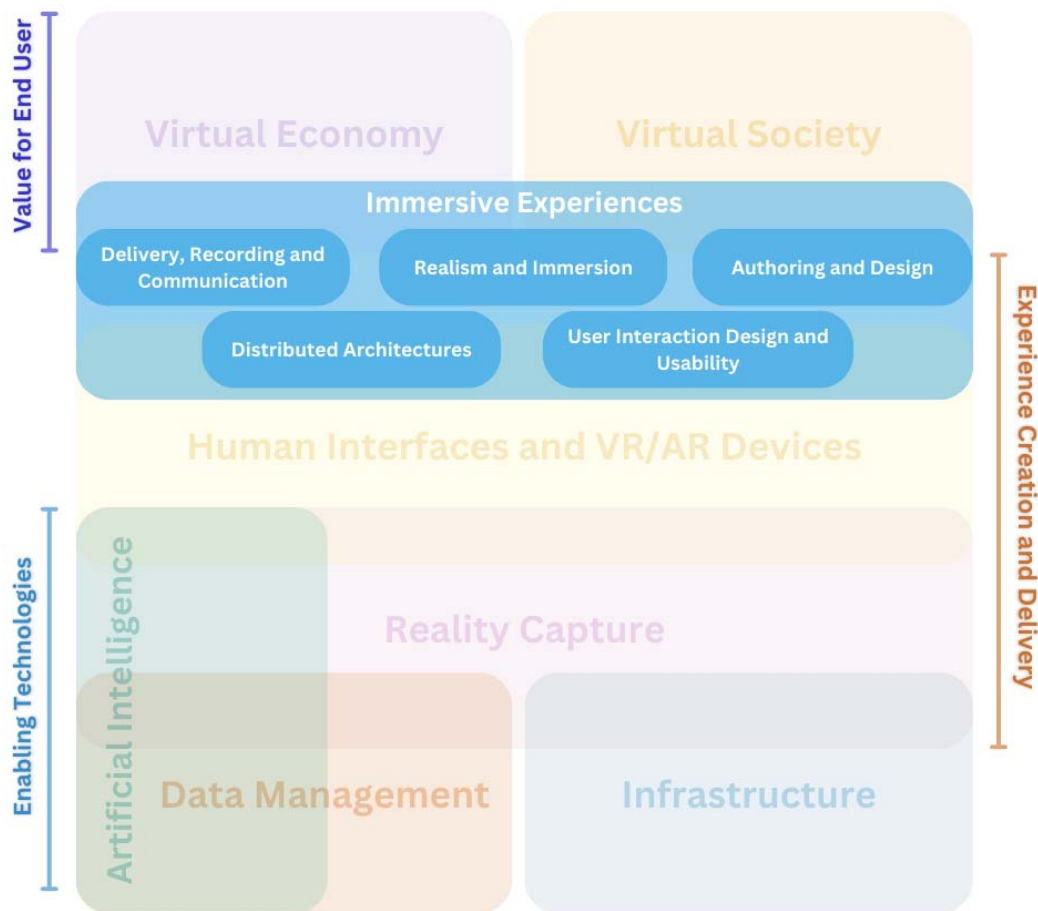 Value for End User
Virtual Economy
Virtual Society
Immersive Experiences
Delivery, Recording and
Communication
Realism and Immersion
Authoring and Design
Distributed Architectures
User Interaction Design and
Usability
Human Interfaces and VR/AR Devices
Experience Creation and Delivery
Enabling Technologies
Artificial Intelligence
Reality Capture
Data Management
Infrastructure